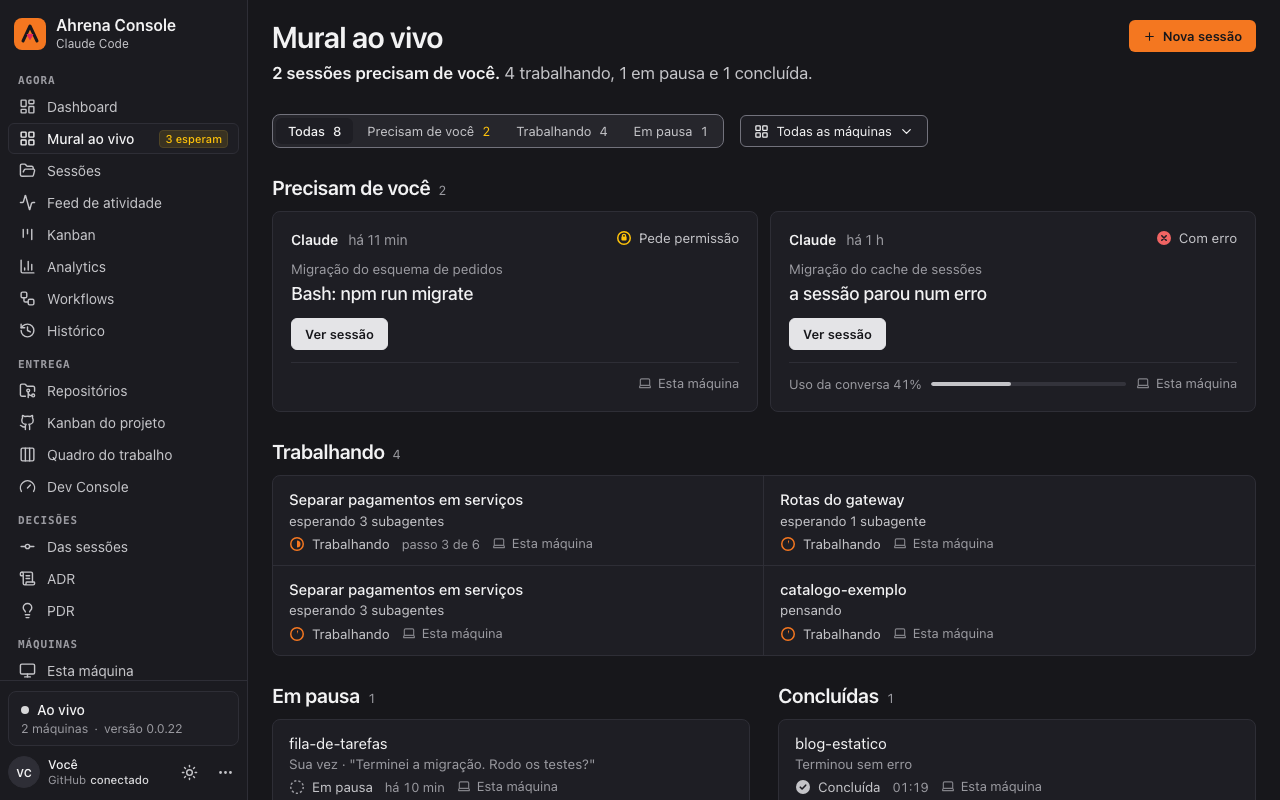 Ahrena Console
Claude Code
AGORA
Dashboard
Mural ao vivo 3 esperam
Sessões
Feed de atividade
Kanban
Analytics
Workflows
Histórico
ENTREGA
Repositórios
Kanban do projeto
Quadro do trabalho
Dev Console
DECISÕES
Das sessões
ADR
PDR
MÁQUINAS
Esta máquina
Ao vivo
2 máquinas · versão 0.0.22
VC
Você
GitHub conectado
Mural ao vivo
+ Nova sessão
2 sessões precisam de você. 4 trabalhando, 1 em pausa e 1 concluída.
Todas 8 Precisam de você 2 Trabalhando 4 Em pausa 1 Todas as máquinas
Precisam de você 2
Claude há 11 min Pede permissão
Migração do esquema de pedidos
Bash: npm run migrate
Ver sessão
Esta máquina
Claude há 1 h Com erro
Migração do cache de sessões
a sessão parou num erro
Ver sessão
Uso da conversa 41% Esta máquina
Trabalhando 4
Separar pagamentos em serviços
esperando 3 subagentes
Trabalhando passo 3 de 6 Esta máquina
Rotas do gateway
esperando 1 subagente
Trabalhando Esta máquina
Separar pagamentos em serviços
esperando 3 subagentes
Trabalhando Esta máquina
catalogo-exemplo
pensando
Trabalhando Esta máquina
Em pausa 1
fila-de-tarefas
Sua vez · "Terminei a migração. Rodo os testes?"
Em pausa há 10 min Esta máquina
Concluídas 1
blog-estatico
Terminou sem erro
Concluída 01:19 Esta máquina